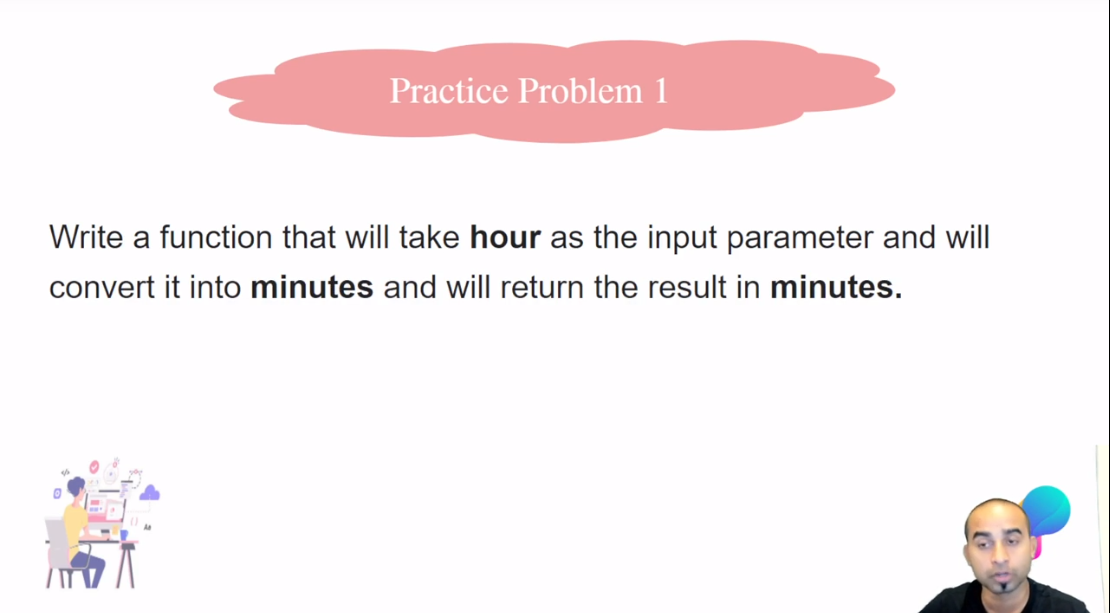 Practice Problem 1
Write a function that will take hour as the input parameter and will
convert it into minutes and will return the result in minutes.